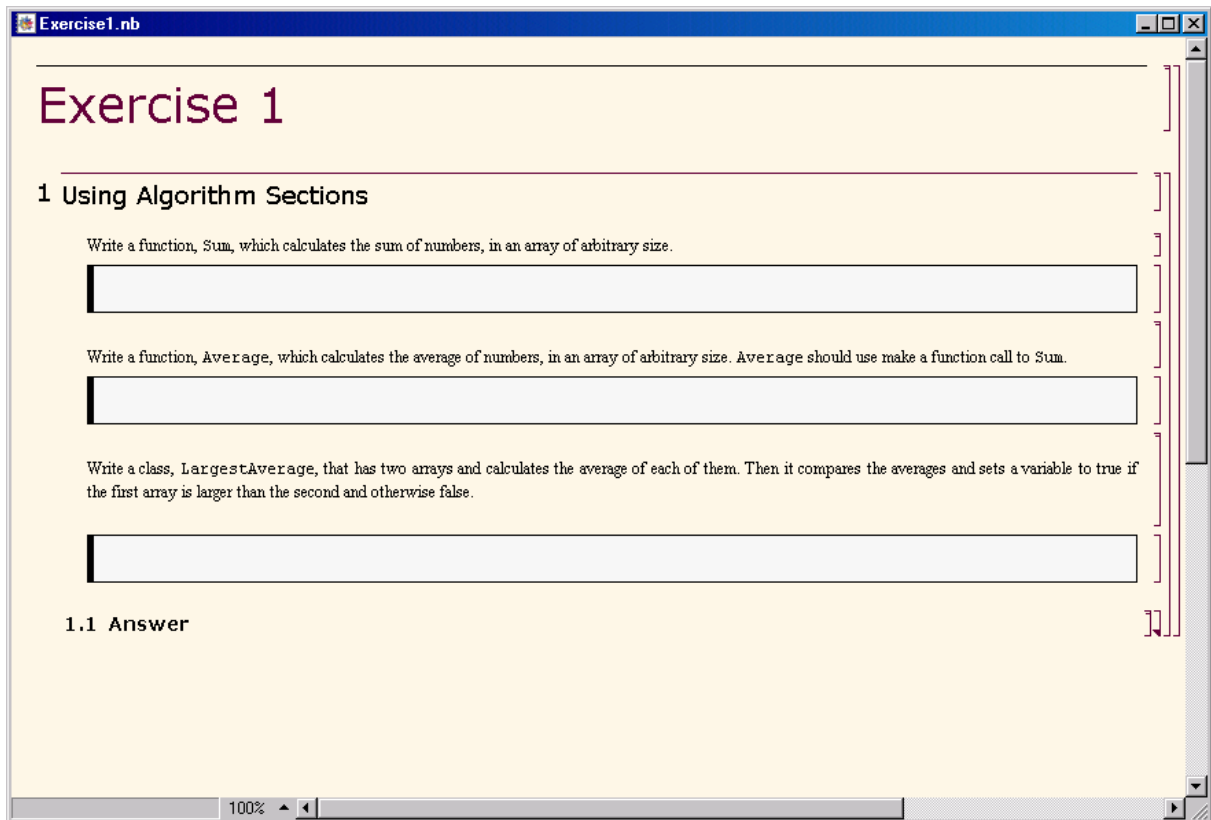 Exercise1.nb
Exercise 1
1 Using Algorithm Sections
Write a function, Sum, which calculates the sum of numbers, in an array of arbitrary size.
Write a function, Average, which calculates the average of numbers, in an array of arbitrary size. Average should use make a function call to Sum.
Write a class, LargestAverage, that has two arrays and calculates the average of each of them. Then it compares the averages and sets a variable to true if
the first array is larger than the second and otherwise false.
1.1 Answer
100%